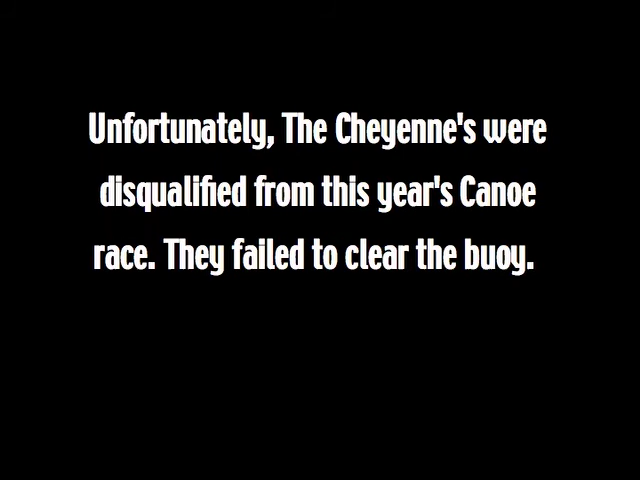 Unfortunately, The Cheyenne's were
disqualified from this year's Canoe
race. They failed to clear the buoy.